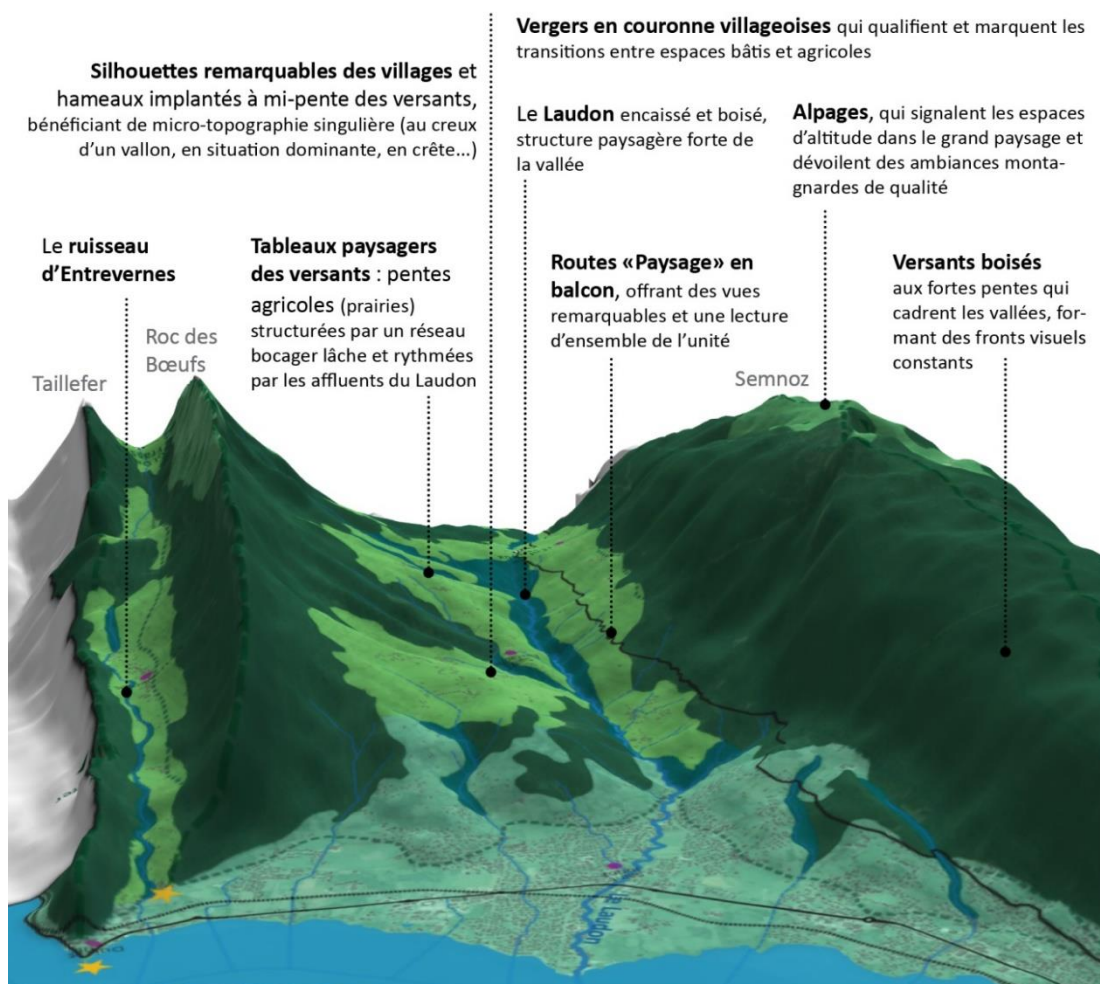 Vergers en couronne villageoises qui qualifient et marquent les
transitions entre espaces bâtis et agricoles
Silhouettes remarquables des villages et
hameaux implantés à mi-pente des versants,
bénéficiant de micro-topographie singulière (au creux
d'un vallon, en situation dominante, en crête...)
Le Laudon encaissé et boisé,
structure paysagère forte de
la vallée
Alpages, qui signalent les espaces
d'altitude dans le grand paysage et
dévoilent des ambiances monta-
gnardes de qualité
Le ruisseau
d'Entrevernes
Tableaux paysagers
des versants : pentes
agricoles (prairies)
structurées par un réseau
bocager lâche et rythmées
par les affluents du Laudon
Routes «Paysage» en
balcon, offrant des vues
remarquables et une lecture
d'ensemble de l'unité
Versants boisés
aux fortes pentes qui
cadrent les vallées, for-
mant des fronts visuels
constants
Roc des
Bœufs
Taillefer
Semnoz
Le Laudon